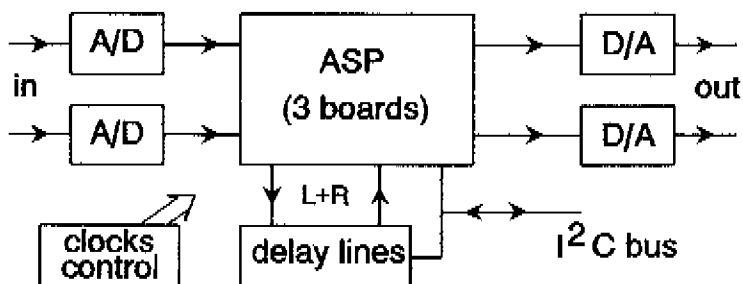 A/D
ASP
(3 boards)
D/A
in
out
A/D
D/A
L+R
clocks
control
delay lines
I²C bus